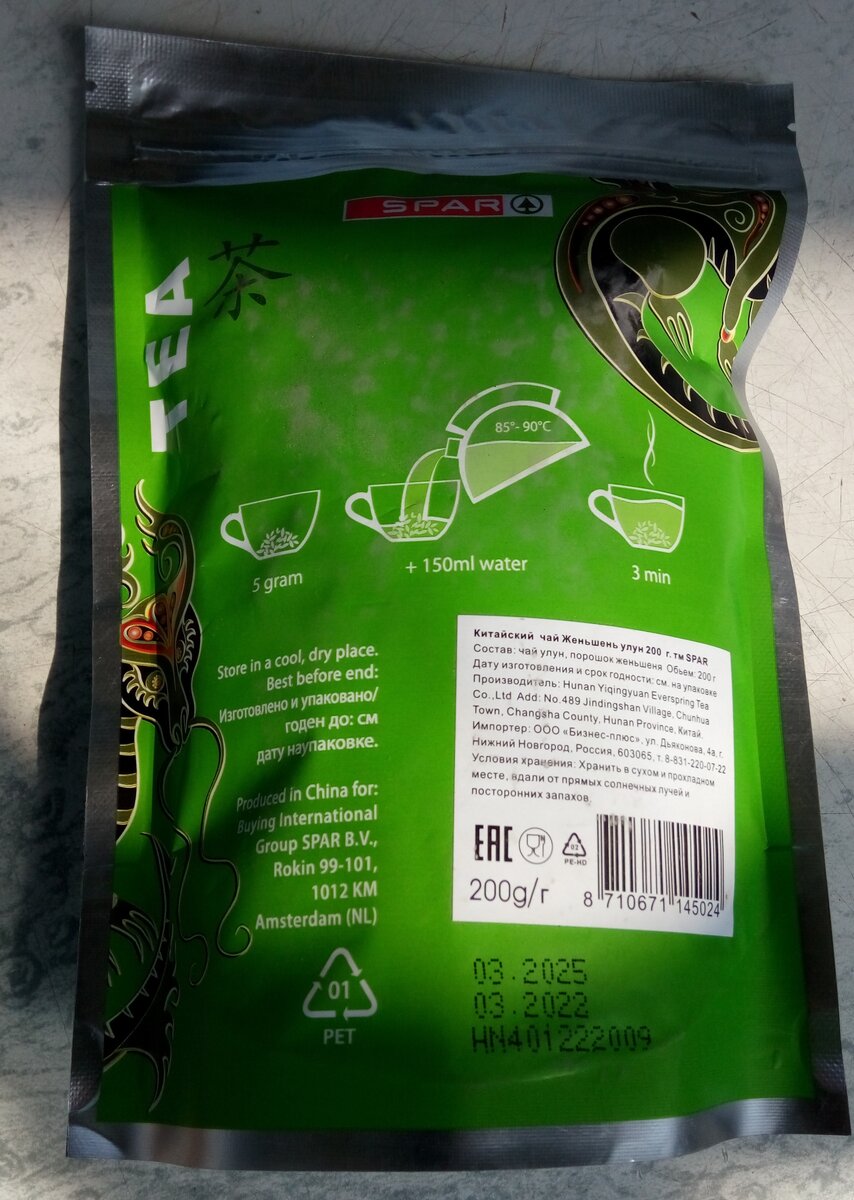 SPAR
TEA
茶
85°- 90°C
5 gram
+ 150ml water
3 min
Store in a cool, dry place.
Best before end:
Изготовлено и упаковано/
годен до: см
дату наупаковке.
Produced in China for:
Buying International
Group SPAR B.V.,
Rokin 99-101,
1012 KM
Amsterdam (NL)
01
PET
Китайский чай Женьшень улун 200 г. тм SPAR
Состав: чай улун, порошок женьшеня Объем: 200 г
Дату изготовления и срок годности: см. на упаковке
Производитель: Hunan Yiqingyuan Everspring Tea
Co.,Ltd Add: No.489 Jindingshan Village, Chunhua
Town, Changsha County, Hunan Province, Китай.
Импортер: ООО «Бизнес-плюс», ул. Дьяконова, 4а, г.
Нижний Новгород, Россия, 603065, т. 8-831-220-07-22
Условия хранения: Хранить в сухом и прохладном
месте, вдали от прямых солнечных лучей и
посторонних запахов.
EAC
02
PE-HD
200g/г
8 710671 145024
03.2025
03.2022
HN401222009